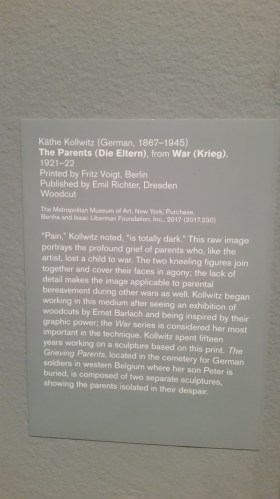 Käthe Kollwitz (German, 1867–1945)
The Parents (Die Eltern), from War (Krieg),
1921–22
Printed by Fritz Voigt, Berlin
Published by Emil Richter, Dresden
Woodcut
The Metropolitan Museum of Art, New York, Purchase,
Bertha and Isaac Liberman Foundation, Inc., 2017 (2017.230)
"Pain," Kollwitz noted, "is totally dark." This raw image
portrays the profound grief of parents who, like the
artist, lost a child to war. The two kneeling figures join
together and cover their faces in agony; the lack of
detail makes the image applicable to parental
bereavement during other wars as well. Kollwitz began
working in this medium after seeing an exhibition of
woodcuts by Ernst Barlach and being inspired by their
graphic power; the War series is considered her most
important in the technique. Kollwitz spent fifteen
years working on a sculpture based on this print. The
Grieving Parents, located in the cemetery for German
soldiers in western Belgium where her son Peter is
buried, is composed of two separate sculptures,
showing the parents isolated in their despair.